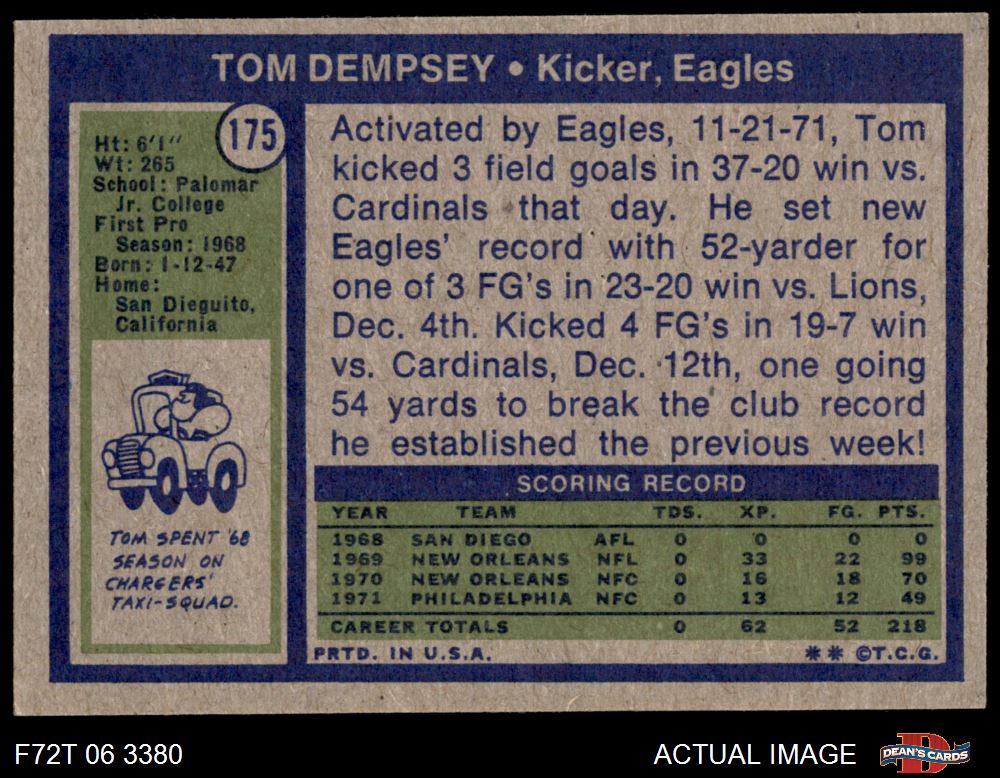 TOM DEMPSEY • Kicker, Eagles
175
Ht: 6'1"
Wt: 265
School: Palomar
Jr. College
First Pro
Season: 1968
Born: 1-12-47
Home:
San Dieguito,
California
TOM SPENT '68
SEASON ON
CHARGERS'
TAXI-SQUAD.
Activated by Eagles, 11-21-71, Tom
kicked 3 field goals in 37-20 win vs.
Cardinals that day. He set new
Eagles' record with 52-yarder for
one of 3 FG's in 23-20 win vs. Lions,
Dec. 4th. Kicked 4 FG's in 19-7 win
vs. Cardinals, Dec. 12th, one going
54 yards to break the club record
he established the previous week!
SCORING RECORD
YEAR TEAM TDS. XP. FG. PTS.
1968 SAN DIEGO AFL 0 0 0 0
1969 NEW ORLEANS NFL 0 33 22 99
1970 NEW ORLEANS NFC 0 16 18 70
1971 PHILADELPHIA NFC 0 13 12 49
CAREER TOTALS 0 62 52 218
PRTD. IN U.S.A. ** ©T.C.G.
F72T 06 3380 ACTUAL IMAGE
D
DEAN'S CARDS